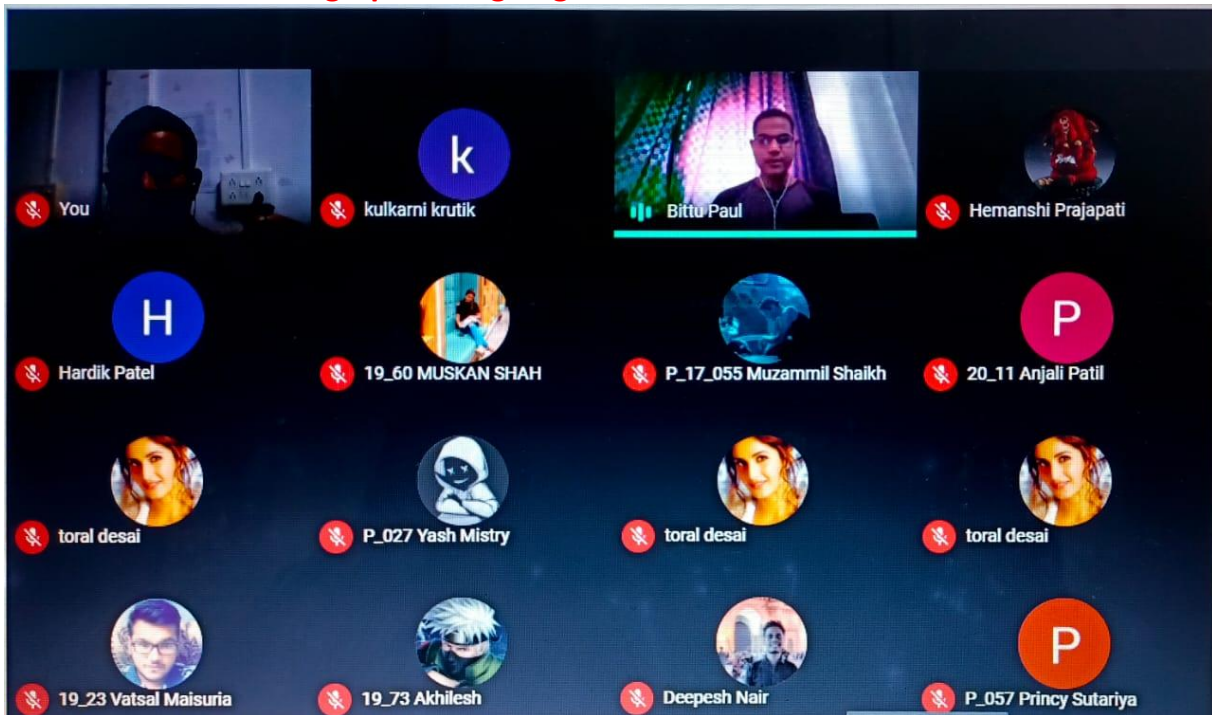 You
k
kulkarni krutik
Bittu Paul
Hemanshi Prajapati
H
Hardik Patel
19_60 MUSKAN SHAH
P_17_055 Muzammil Shaikh
P
20_11 Anjali Patil
toral desai
P_027 Yash Mistry
toral desai
toral desai
19_23 Vatsal Maisuria
19_73 Akhilesh
Deepesh Nair
P
P_057 Princy Sutariya